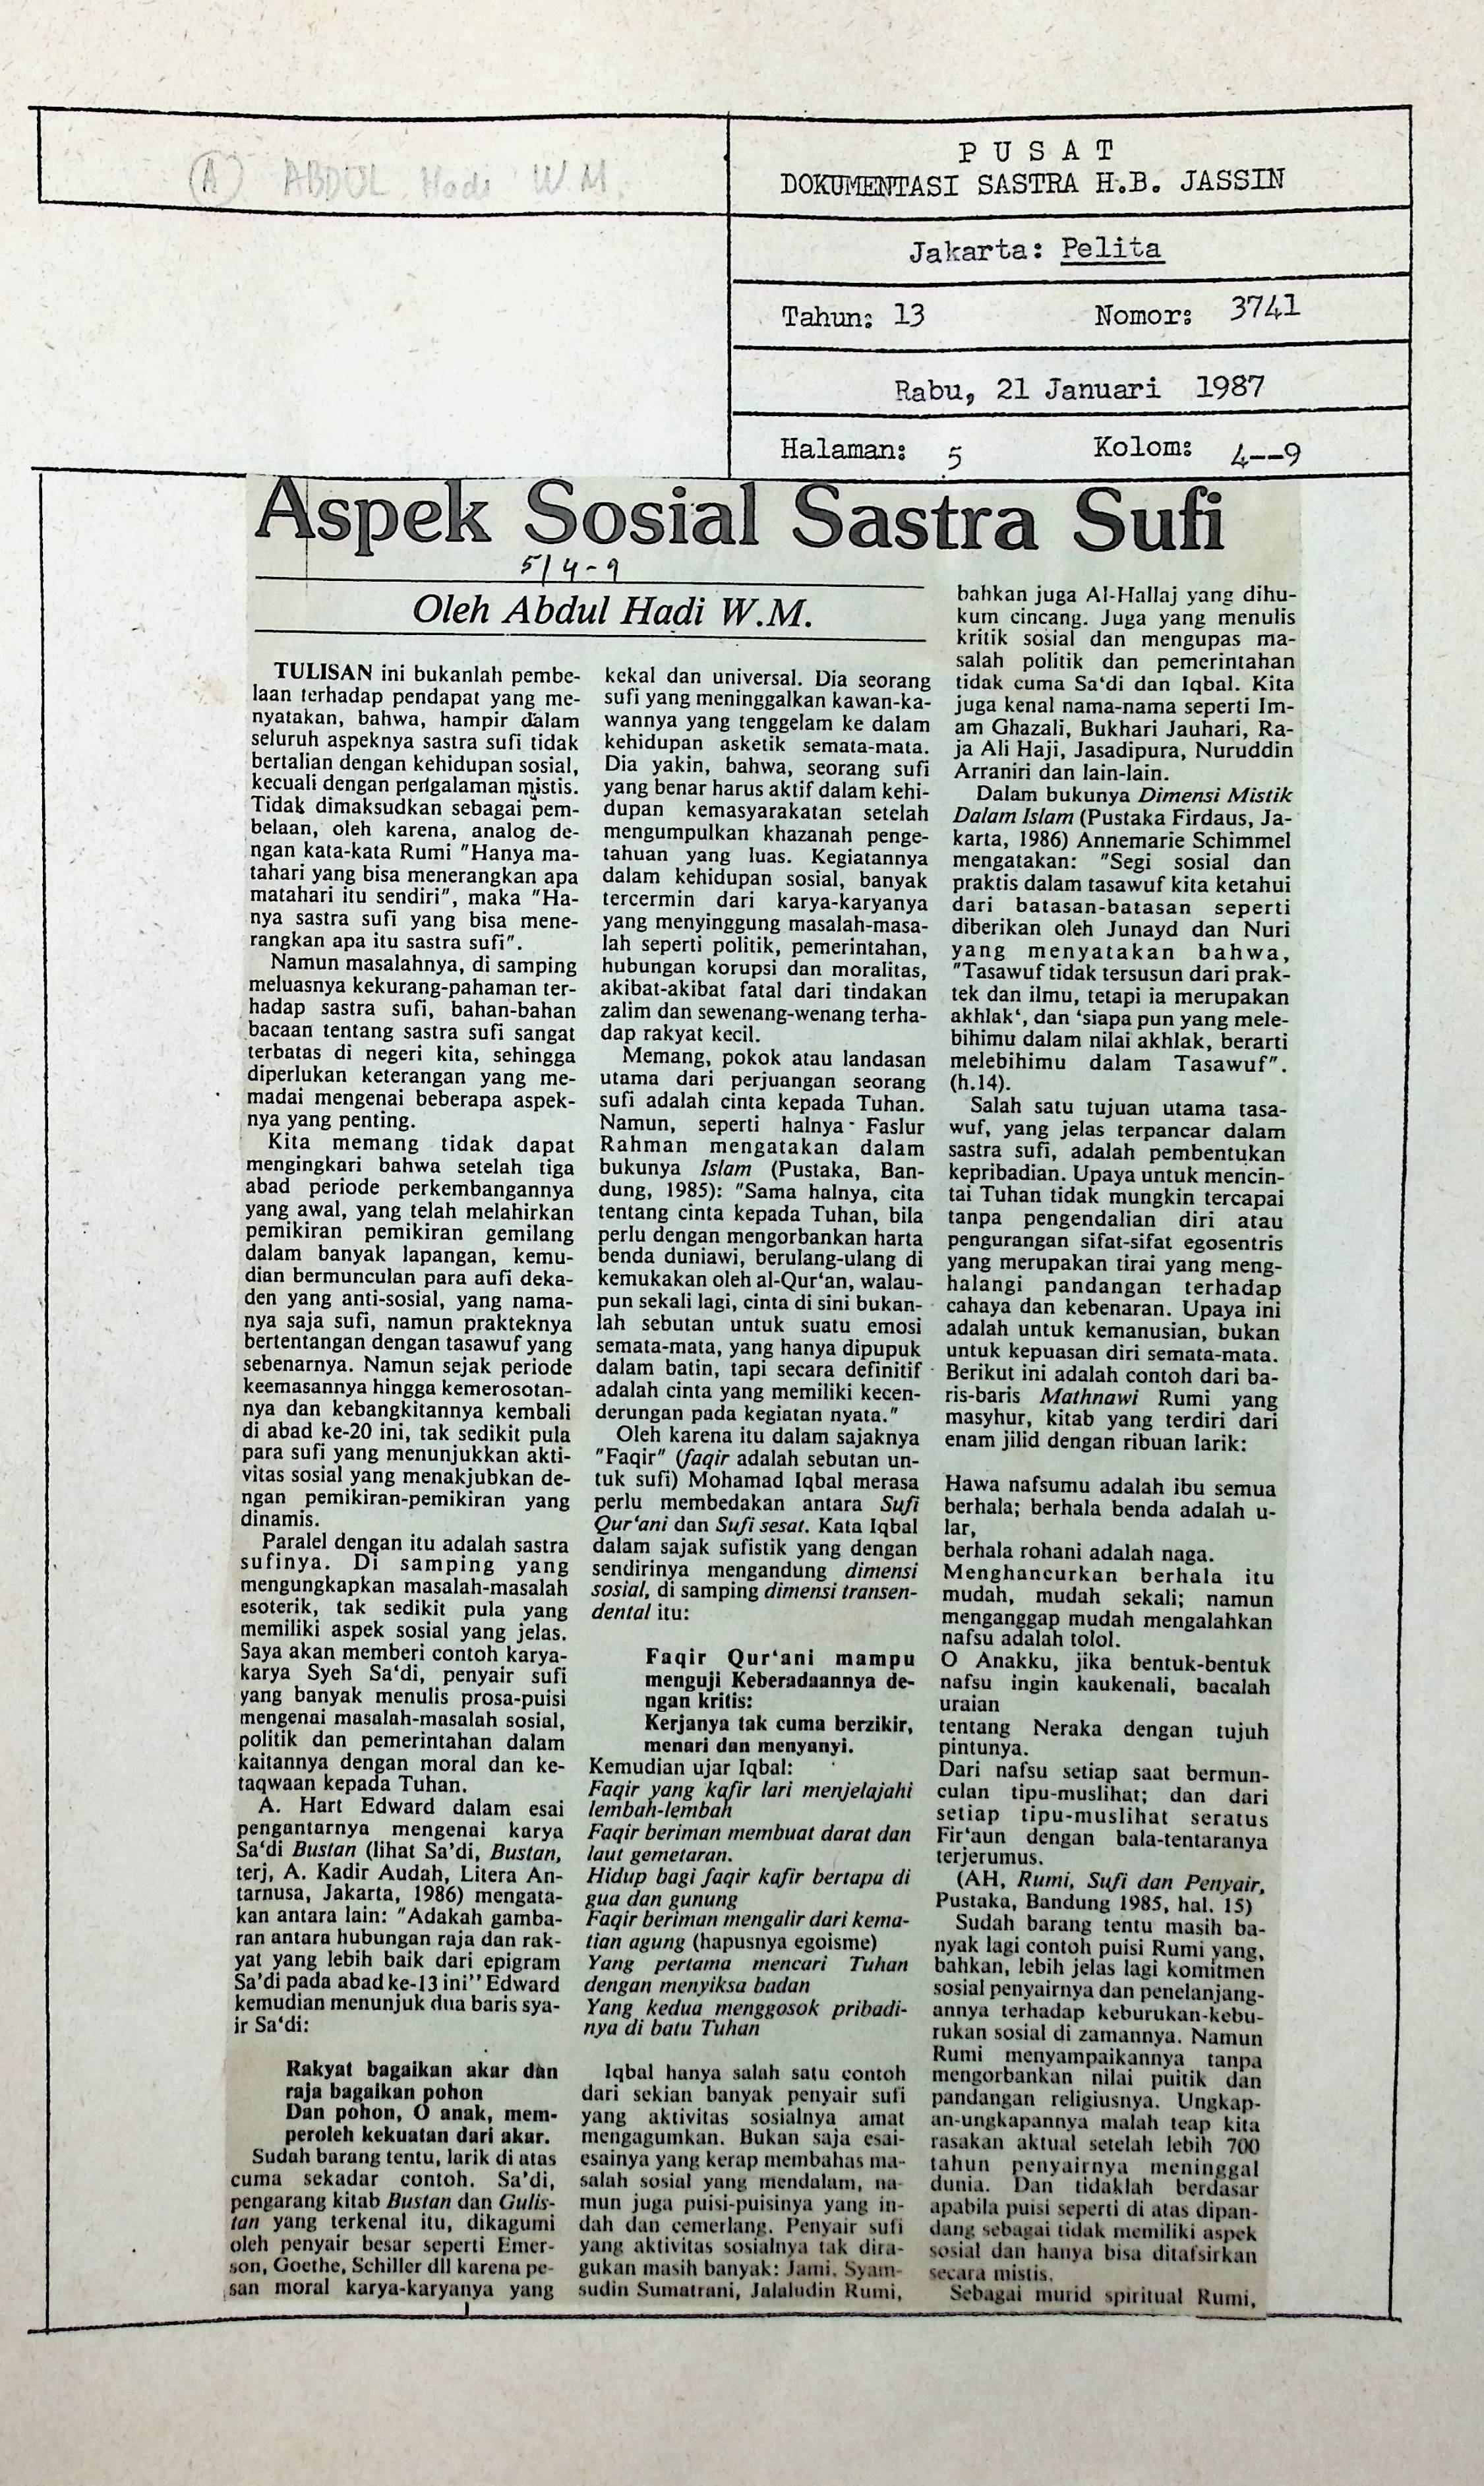 (A) ABDUL Hadi W.M.
PUSAT
DOKUMENTASI SASTRA H.B. JASSIN
Jakarta: Pelita
Tahun: 13 Nomor: 3741
Rabu, 21 Januari 1987
Halaman: 5 Kolom: 4--9
Aspek Sosial Sastra Sufi
5/4-9
Oleh Abdul Hadi W.M.
TULISAN ini bukanlah pembe-
laan terhadap pendapat yang me-
nyatakan, bahwa, hampir dalam
seluruh aspeknya sastra sufi tidak
bertalian dengan kehidupan sosial,
kecuali dengan pengalaman mistis.
Tidak dimaksudkan sebagai pem-
belaan, oleh karena, analog de-
ngan kata-kata Rumi "Hanya ma-
tahari yang bisa menerangkan apa
matahari itu sendiri", maka "Ha-
nya sastra sufi yang bisa mene-
rangkan apa itu sastra sufi".
Namun masalahnya, di samping
meluasnya kekurang-pahaman ter-
hadap sastra sufi, bahan-bahan
bacaan tentang sastra sufi sangat
terbatas di negeri kita, sehingga
diperlukan keterangan yang me-
madai mengenai beberapa aspek-
nya yang penting.
Kita memang tidak dapat
mengingkari bahwa setelah tiga
abad periode perkembangannya
yang awal, yang telah melahirkan
pemikiran pemikiran gemilang
dalam banyak lapangan, kemu-
dian bermunculan para aufi deka-
den yang anti-sosial, yang nama-
nya saja sufi, namun prakteknya
bertentangan dengan tasawuf yang
sebenarnya. Namun sejak periode
keemasannya hingga kemerosotan-
nya dan kebangkitannya kembali
di abad ke-20 ini, tak sedikit pula
para sufi yang menunjukkan akti-
vitas sosial yang menakjubkan de-
ngan pemikiran-pemikiran yang
dinamis.
Paralel dengan itu adalah sastra
sufinya. Di samping yang
mengungkapkan masalah-masalah
esoterik, tak sedikit pula yang
memiliki aspek sosial yang jelas.
Saya akan memberi contoh karya-
karya Syeh Sa‘di, penyair sufi
yang banyak menulis prosa-puisi
mengenai masalah-masalah sosial,
politik dan pemerintahan dalam
kaitannya dengan moral dan ke-
taqwaan kepada Tuhan.
A. Hart Edward dalam esai
pengantarnya mengenai karya
Sa‘di Bustan (lihat Sa'di, Bustan,
terj, A. Kadir Audah, Litera An-
tarnusa, Jakarta, 1986) mengata-
kan antara lain: "Adakah gamba-
ran antara hubungan raja dan rak-
yat yang lebih baik dari epigram
Sa'di pada abad ke-13 ini'' Edward
kemudian menunjuk dua baris sya-
ir Sa‘di:
Rakyat bagaikan akar dan
raja bagaikan pohon
Dan pohon, O anak, mem-
peroleh kekuatan dari akar.
Sudah barang tentu, larik di atas
cuma sekadar contoh. Sa‘di,
pengarang kitab Bustan dan Gulis-
tan yang terkenal itu, dikagumi
oleh penyair besar seperti Emer-
son, Goethe, Schiller dll karena pe-
san moral karya-karyanya yang
kekal dan universal. Dia seorang
sufi yang meninggalkan kawan-ka-
wannya yang tenggelam ke dalam
kehidupan asketik semata-mata.
Dia yakin, bahwa, seorang sufi
yang benar harus aktif dalam kehi-
dupan kemasyarakatan setelah
mengumpulkan khazanah penge-
tahuan yang luas. Kegiatannya
dalam kehidupan sosial, banyak
tercermin dari karya-karyanya
yang menyinggung masalah-masa-
lah seperti politik, pemerintahan,
hubungan korupsi dan moralitas,
akibat-akibat fatal dari tindakan
zalim dan sewenang-wenang terha-
dap rakyat kecil.
Memang, pokok atau landasan
utama dari perjuangan seorang
sufi adalah cinta kepada Tuhan.
Namun, seperti halnya Faslur
Rahman mengatakan dalam
bukunya Islam (Pustaka, Ban-
dung, 1985): "Sama halnya, cita
tentang cinta kepada Tuhan, bila
perlu dengan mengorbankan harta
benda duniawi, berulang-ulang di
kemukakan oleh al-Qur‘an, walau-
pun sekali lagi, cinta di sini bukan-
lah sebutan untuk suatu emosi
semata-mata, yang hanya dipupuk
dalam batin, tapi secara definitif
adalah cinta yang memiliki kecen-
derungan pada kegiatan nyata."
Oleh karena itu dalam sajaknya
"Faqir" (faqir adalah sebutan un-
tuk sufi) Mohamad Iqbal merasa
perlu membedakan antara Sufi
Qur‘ani dan Sufi sesat. Kata Iqbal
dalam sajak sufistik yang dengan
sendirinya mengandung dimensi
sosial, di samping dimensi transen-
dental itu:
Faqir Qur‘ani mampu
menguji Keberadaannya de-
ngan kritis:
Kerjanya tak cuma berzikir,
menari dan menyanyi.
Kemudian ujar Iqbal:
Faqir yang kafir lari menjelajahi
lembah-lembah
Faqir beriman membuat darat dan
laut gemetaran.
Hidup bagi faqir kafir bertapa di
gua dan gunung
Faqir beriman mengalir dari kema-
tian agung (hapusnya egoisme)
Yang pertama mencari Tuhan
dengan menyiksa badan
Yang kedua menggosok pribadi-
nya di batu Tuhan
Iqbal hanya salah satu contoh
dari sekian banyak penyair sufi
yang aktivitas sosialnya amat
mengagumkan. Bukan saja esai-
esainya yang kerap membahas ma-
salah sosial yang mendalam, na-
mun juga puisi-puisinya yang in-
dah dan cemerlang. Penyair sufi
yang aktivitas sosialnya tak dira-
gukan masih banyak: Jami, Syam-
sudin Sumatrani, Jalaludin Rumi,
bahkan juga Al-Hallaj yang dihu-
kum cincang. Juga yang menulis
kritik sosial dan mengupas ma-
salah politik dan pemerintahan
tidak cuma Sa‘di dan Iqbal. Kita
juga kenal nama-nama seperti Im-
am Ghazali, Bukhari Jauhari, Ra-
ja Ali Haji, Jasadipura, Nuruddin
Arraniri dan lain-lain.
Dalam bukunya Dimensi Mistik
Dalam Islam (Pustaka Firdaus, Ja-
karta, 1986) Annemarie Schimmel
mengatakan: "Segi sosial dan
praktis dalam tasawuf kita ketahui
dari batasan-batasan seperti
diberikan oleh Junayd dan Nuri
yang menyatakan bahwa,
"Tasawuf tidak tersusun dari prak-
tek dan ilmu, tetapi ia merupakan
akhlak‘, dan ‘siapa pun yang mele-
bihimu dalam nilai akhlak, berarti
melebihimu dalam Tasawuf".
(h.14).
Salah satu tujuan utama tasa-
wuf, yang jelas terpancar dalam
sastra sufi, adalah pembentukan
kepribadian. Upaya untuk mencin-
tai Tuhan tidak mungkin tercapai
tanpa pengendalian diri atau
pengurangan sifat-sifat egosentris
yang merupakan tirai yang meng-
halangi pandangan terhadap
cahaya dan kebenaran. Upaya ini
adalah untuk kemanusian, bukan
untuk kepuasan diri semata-mata.
Berikut ini adalah contoh dari ba-
ris-baris Mathnawi Rumi yang
masyhur, kitab yang terdiri dari
enam jilid dengan ribuan larik:
Hawa nafsumu adalah ibu semua
berhala; berhala benda adalah u-
lar,
berhala rohani adalah naga.
Menghancurkan berhala itu
mudah, mudah sekali; namun
menganggap mudah mengalahkan
nafsu adalah tolol.
O Anakku, jika bentuk-bentuk
nafsu ingin kaukenali, bacalah
uraian
tentang Neraka dengan tujuh
pintunya.
Dari nafsu setiap saat bermun-
culan tipu-muslihat; dan dari
setiap tipu-muslihat seratus
Fir‘aun dengan bala-tentaranya
terjerumus.
(AH, Rumi, Sufi dan Penyair,
Pustaka, Bandung 1985, hal. 15)
Sudah barang tentu masih ba-
nyak lagi contoh puisi Rumi yang,
bahkan, lebih jelas lagi komitmen
sosial penyairnya dan penelanjang-
annya terhadap keburukan-kebu-
rukan sosial di zamannya. Namun
Rumi menyampaikannya tanpa
mengorbankan nilai puitik dan
pandangan religiusnya. Ungkap-
an-ungkapannya malah teap kita
rasakan aktual setelah lebih 700
tahun penyairnya meninggal
dunia. Dan tidaklah berdasar
apabila puisi seperti di atas dipan-
dang sebagai tidak memiliki aspek
sosial dan hanya bisa ditafsirkan
secara mistis.
Sebagai murid spiritual Rumi,